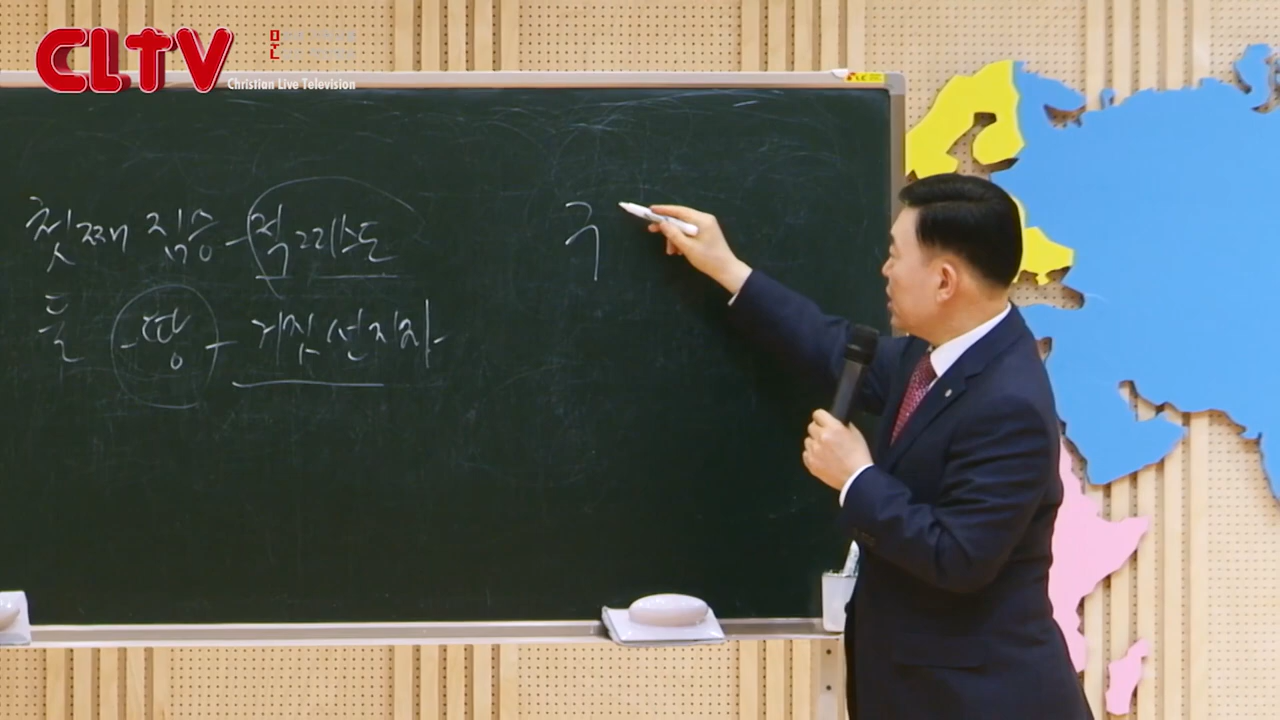 CLTV
Christian Live Television
첫째 짐승 - 적그리스도
둘 - 땅 - 거짓선지자
구